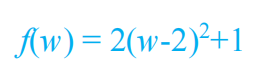 f(w) = 2(w-2)²+1